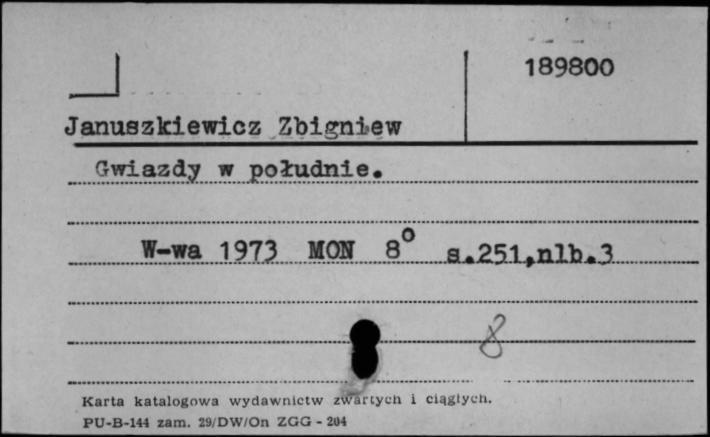 189800
Januszkiewicz Zbigniew
Gwiazdy w południe.
W-wa 1973 MON 8° s.251,nlb.3
8
Karta katalogowa wydawnictw zwartych i ciągłych.
PU-B-144 zam. 29/DW/On ZGG - 204